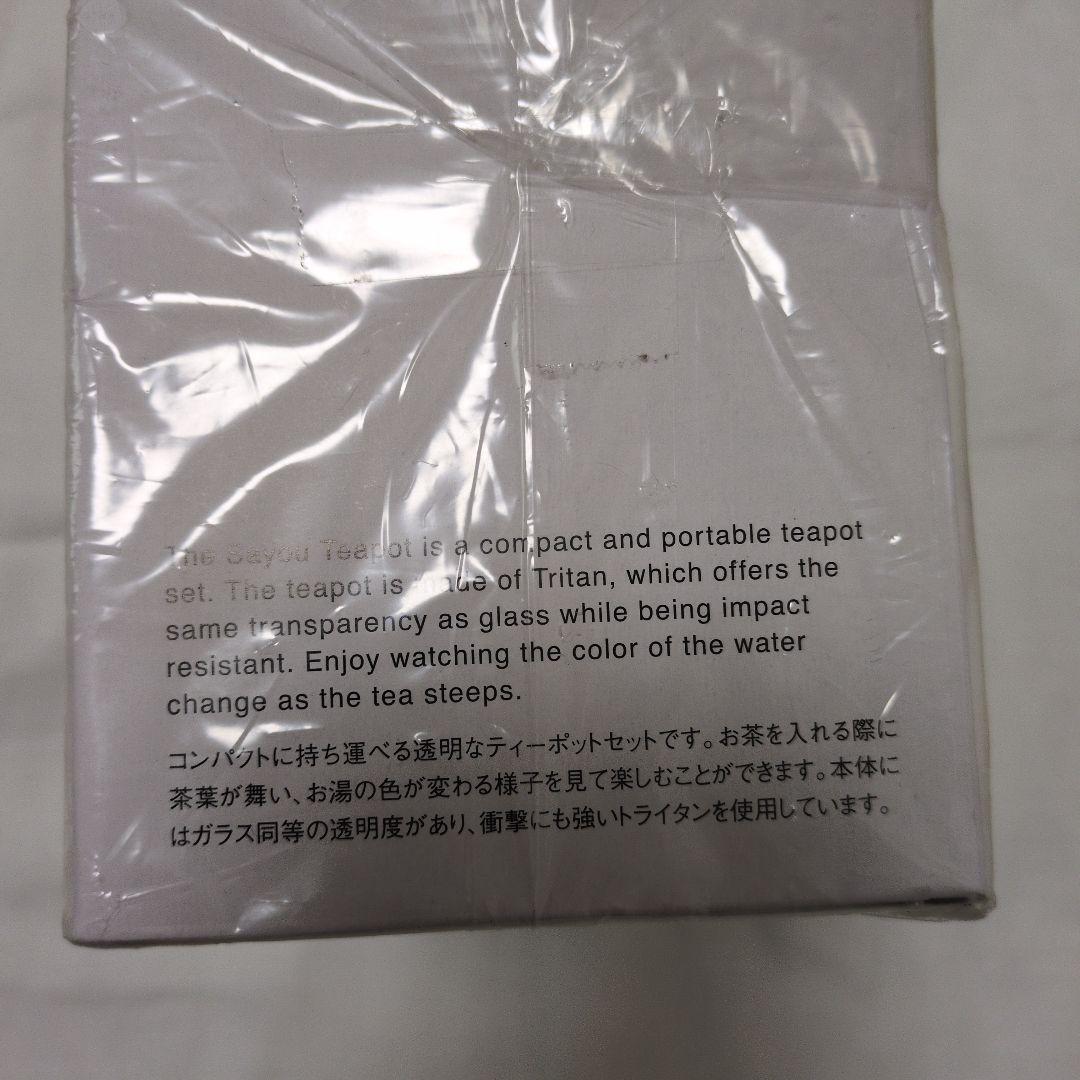 The Sayou Teapot is a compact and portable teapot
set. The teapot is made of Tritan, which offers the
same transparency as glass while being impact
resistant. Enjoy watching the color of the water
change as the tea steeps.
コンパクトに持ち運べる透明なティーポットセットです。お茶を入れる際に
茶葉が舞い、お湯の色が変わる様子を見て楽しむことができます。本体に
はガラス同等の透明度があり、衝撃にも強いトライタンを使用しています。